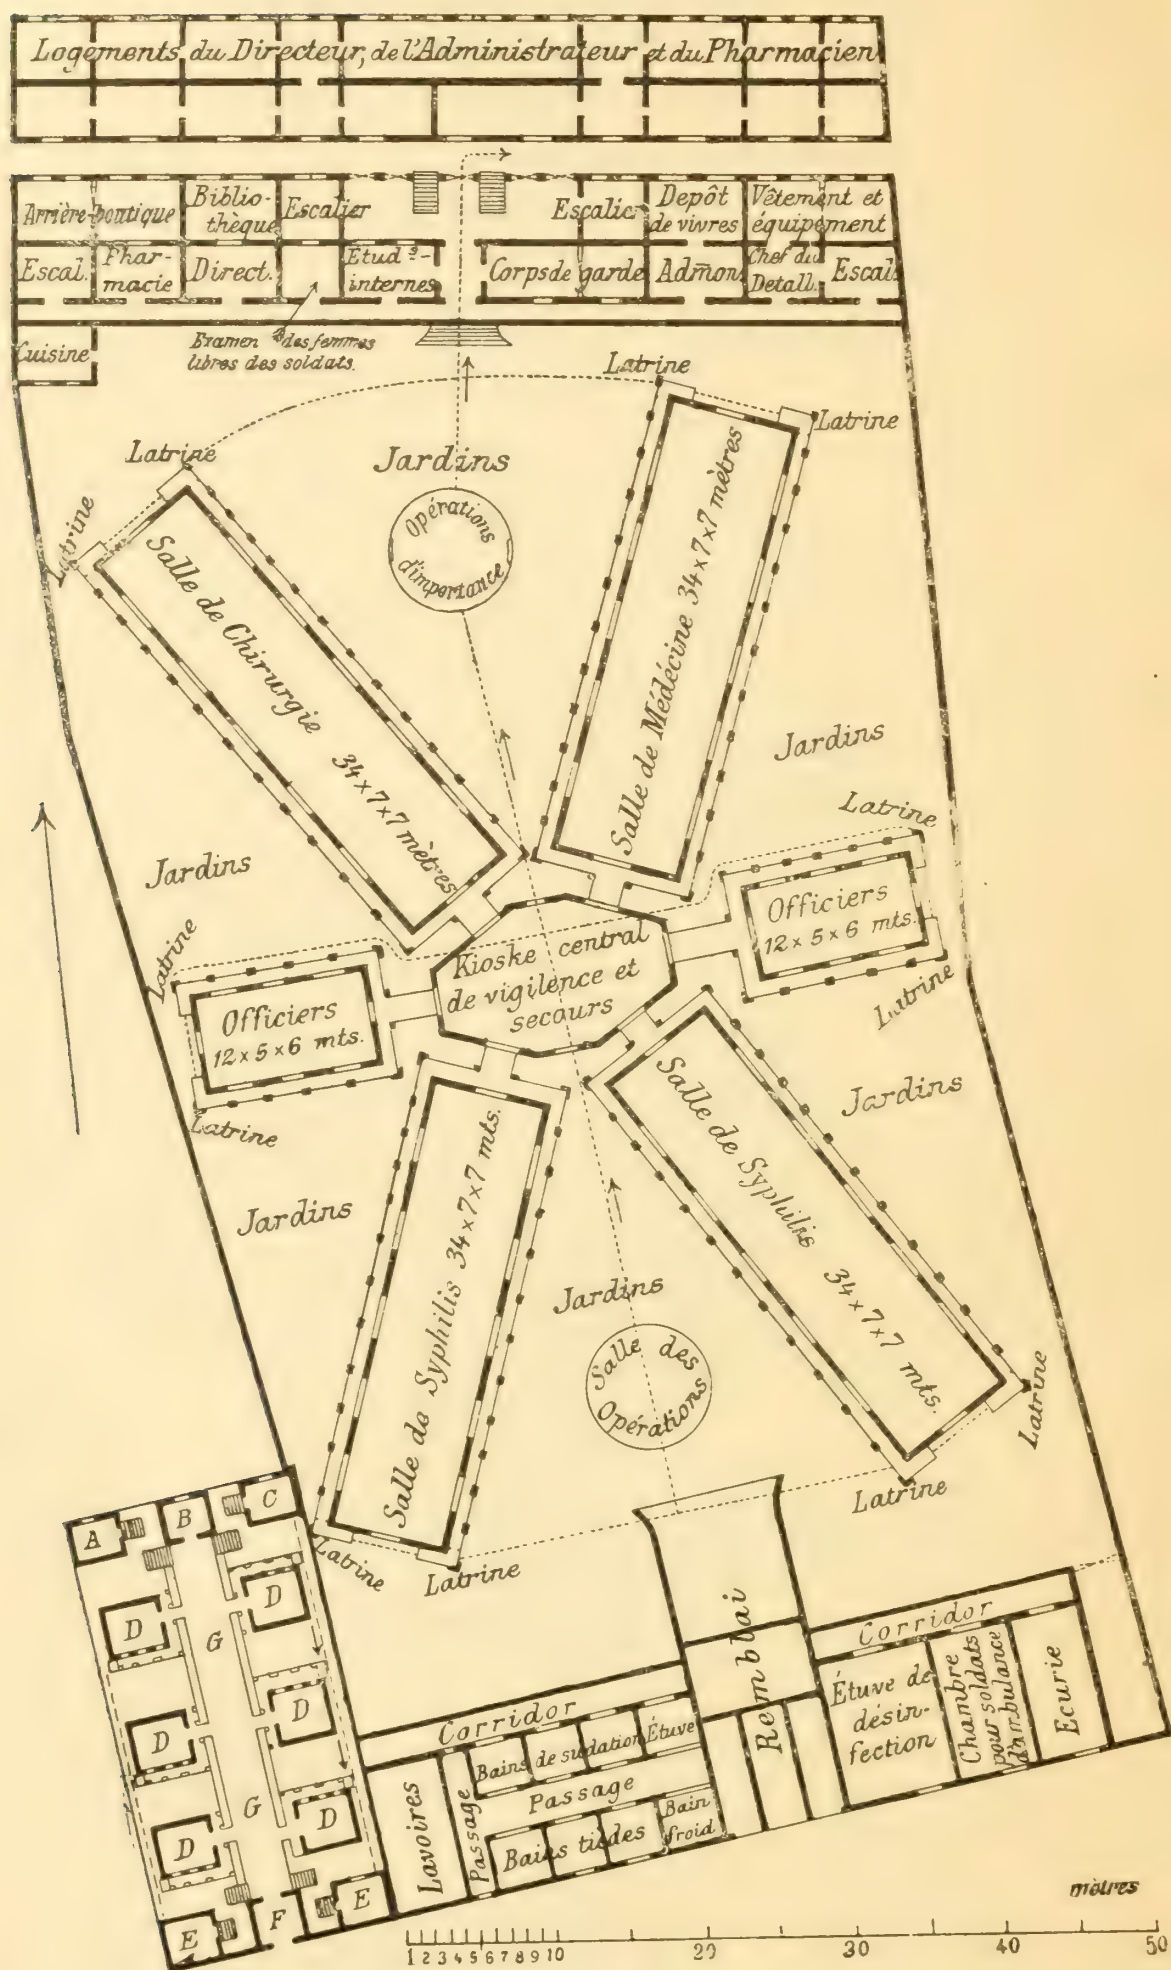 Logements du Directeur, de l'Administrateur et du Pharmacien
Arrière-boutique
Biblio-
thèque
Escalier
Escalier
Depôt
de vivres
Vêtement et
équipement
Escal.
Phar-
macie
Direct.
Etud.ᵗˢ-
internes
Corps de garde
Admon.
Chef du
Detall.
Escal.
Cuisine
Examen des femmes
libres des soldats.
Latrine
Latrine
Latrine
Latrine
Jardins
Opérations
d'importance
Salle de Chirurgie 34×7×7 mètres
Salle de Médécine 34×7×7 mètres
Jardins
Jardins
Latrine
Officiers
12×5×6 mts.
Latrine
Latrine
Kioske central
de vigilence et
secours
Officiers
12×5×6 mts.
Latrine
Jardins
Jardins
Salle de Syphilis 34×7×7 mts.
Salle de Syphilis 34×7×7 mts.
Jardins
Salle des
Opérations
Latrine
Latrine
Latrine
Latrine
A
B
C
D
D
G
D
D
G
D
D
E
F
E
Corridor
Bains de sudation
Étuve
Passage
Lavoires
Passage
Bains tièdes
Bain
froid
Remblai
Corridor
Étuve de
désin-
fection
Chambre
pour soldats
d'ambulance
Ecurie
mètres
1 2 3 4 5 6 7 8 9 10 20 30 40 50